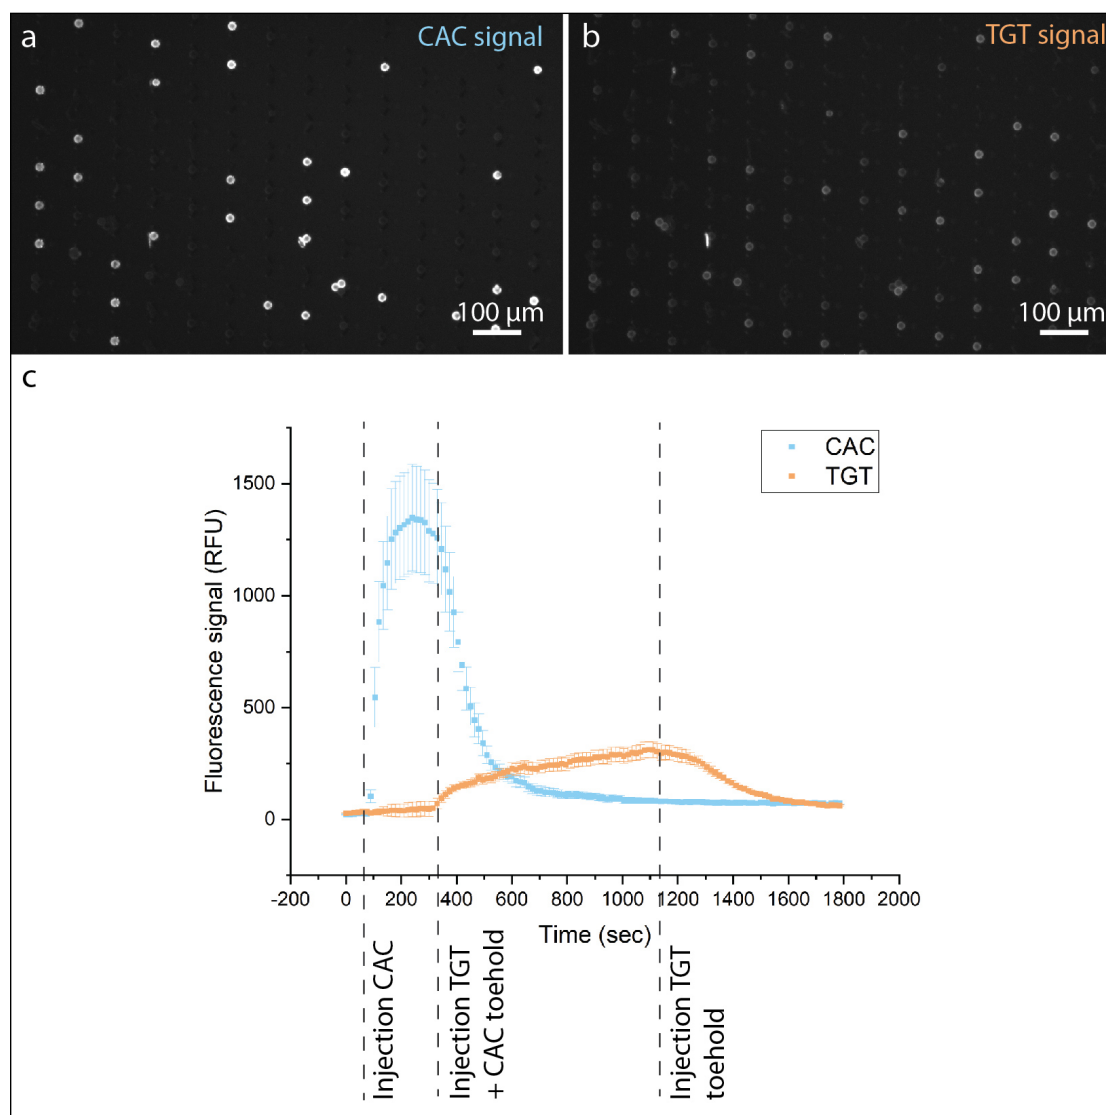 a
CAC signal
b
TGT signal
100 µm
100 µm
c
CAC
TGT
1500
1000
500
0
Fluorescence signal (RFU)
-200 0 200 400 600 800 1000 1200 1400 1600 1800 2000
Time (sec)
Injection CAC
Injection TGT
+ CAC toehold
Injection TGT
toehold